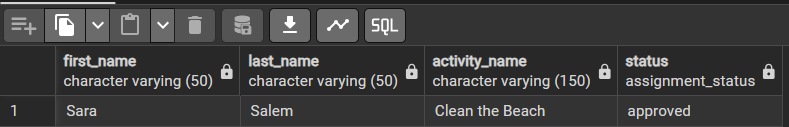 SQL
first_name last_name activity_name status
character varying (50) character varying (50) character varying (150) assignment_status
1 Sara Salem Clean the Beach approved